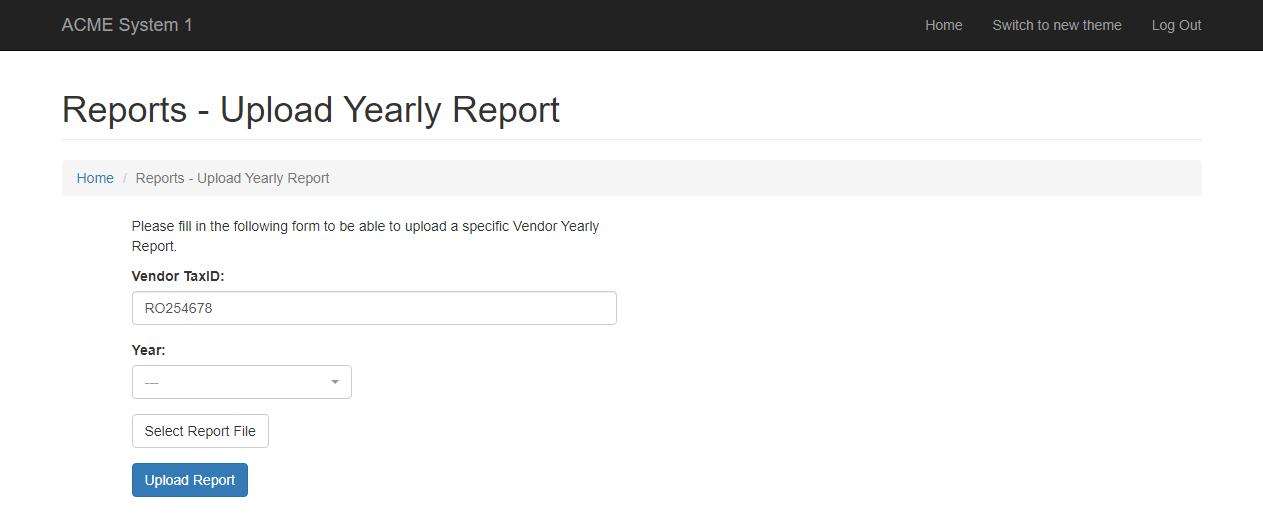 ACME System 1
Home
Switch to new theme
Log Out
Reports - Upload Yearly Report
Home / Reports - Upload Yearly Report
Please fill in the following form to be able to upload a specific Vendor Yearly
Report.
Vendor TaxID:
RO254678
Year:
---
Select Report File
Upload Report